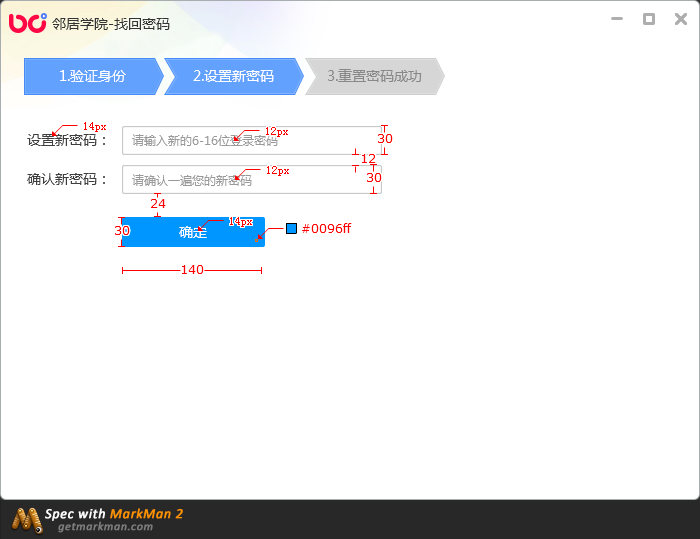 邻居学院-找回密码
1.验证身份
2.设置新密码
3.重置密码成功
14px
12px
设置新密码：
请输入新的6-16位登录密码
30
12
12px
确认新密码：
请确认一遍您的新密码
30
24
14px
30
确定
#0096ff
140
Spec with MarkMan 2
getmarkman.com